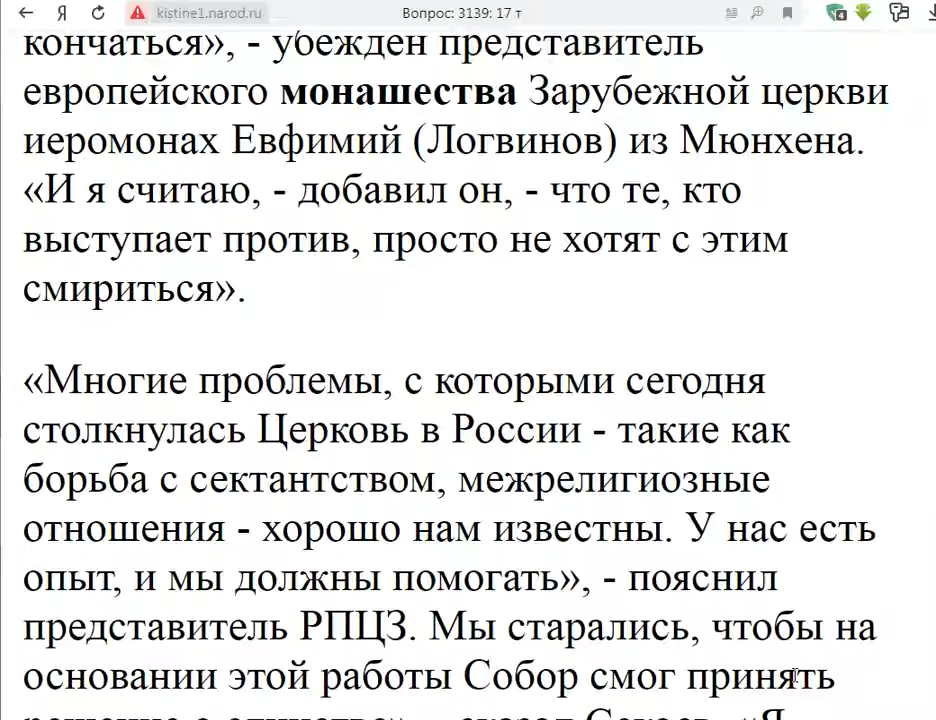 Я kistine1.narod.ru Вопрос: 3139: 17 т 4
кончаться», - убежден представитель
европейского монашества Зарубежной церкви
иеромонах Евфимий (Логвинов) из Мюнхена.
«И я считаю, - добавил он, - что те, кто
выступает против, просто не хотят с этим
смириться».
«Многие проблемы, с которыми сегодня
столкнулась Церковь в России - такие как
борьба с сектантством, межрелигиозные
отношения - хорошо нам известны. У нас есть
опыт, и мы должны помогать», - пояснил
представитель РПЦЗ. Мы старались, чтобы на
основании этой работы Собор смог принять